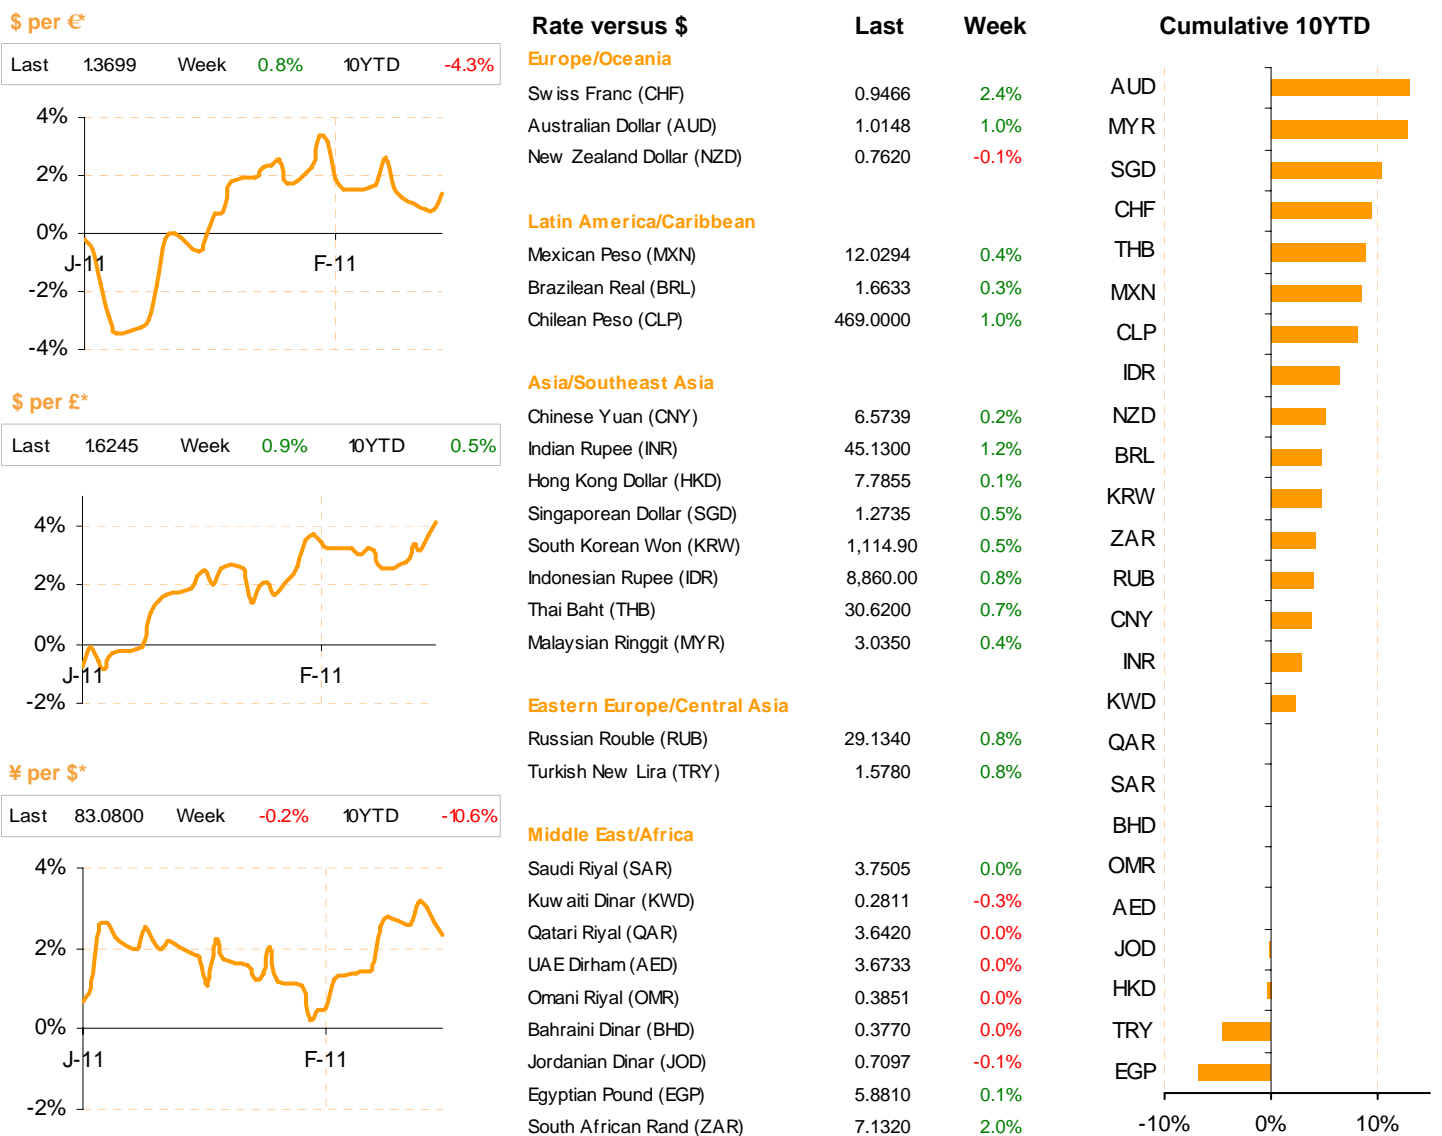 $ per €*
Last 1.3699 Week 0.8% 10YTD -4.3%
4%
2%
0%
J-11 F-11
-2%
-4%
$ per £*
Last 1.6245 Week 0.9% 10YTD 0.5%
4%
2%
0%
J-11 F-11
-2%
¥ per $*
Last 83.0800 Week -0.2% 10YTD -10.6%
4%
2%
0%
J-11 F-11
-2%
Rate versus $ Last Week
Europe/Oceania
Swiss Franc (CHF) 0.9466 2.4%
Australian Dollar (AUD) 1.0148 1.0%
New Zealand Dollar (NZD) 0.7620 -0.1%
Latin America/Caribbean
Mexican Peso (MXN) 12.0294 0.4%
Brazilean Real (BRL) 1.6633 0.3%
Chilean Peso (CLP) 469.0000 1.0%
Asia/Southeast Asia
Chinese Yuan (CNY) 6.5739 0.2%
Indian Rupee (INR) 45.1300 1.2%
Hong Kong Dollar (HKD) 7.7855 0.1%
Singaporean Dollar (SGD) 1.2735 0.5%
South Korean Won (KRW) 1,114.90 0.5%
Indonesian Rupee (IDR) 8,860.00 0.8%
Thai Baht (THB) 30.6200 0.7%
Malaysian Ringgit (MYR) 3.0350 0.4%
Eastern Europe/Central Asia
Russian Rouble (RUB) 29.1340 0.8%
Turkish New Lira (TRY) 1.5780 0.8%
Middle East/Africa
Saudi Riyal (SAR) 3.7505 0.0%
Kuwaiti Dinar (KWD) 0.2811 -0.3%
Qatari Riyal (QAR) 3.6420 0.0%
UAE Dirham (AED) 3.6733 0.0%
Omani Riyal (OMR) 0.3851 0.0%
Bahraini Dinar (BHD) 0.3770 0.0%
Jordanian Dinar (JOD) 0.7097 -0.1%
Egyptian Pound (EGP) 5.8810 0.1%
South African Rand (ZAR) 7.1320 2.0%
Cumulative 10YTD
AUD
MYR
SGD
CHF
THB
MXN
CLP
IDR
NZD
BRL
KRW
ZAR
RUB
CNY
INR
KWD
QAR
SAR
BHD
OMR
AED
JOD
HKD
TRY
EGP
-10% 0% 10%